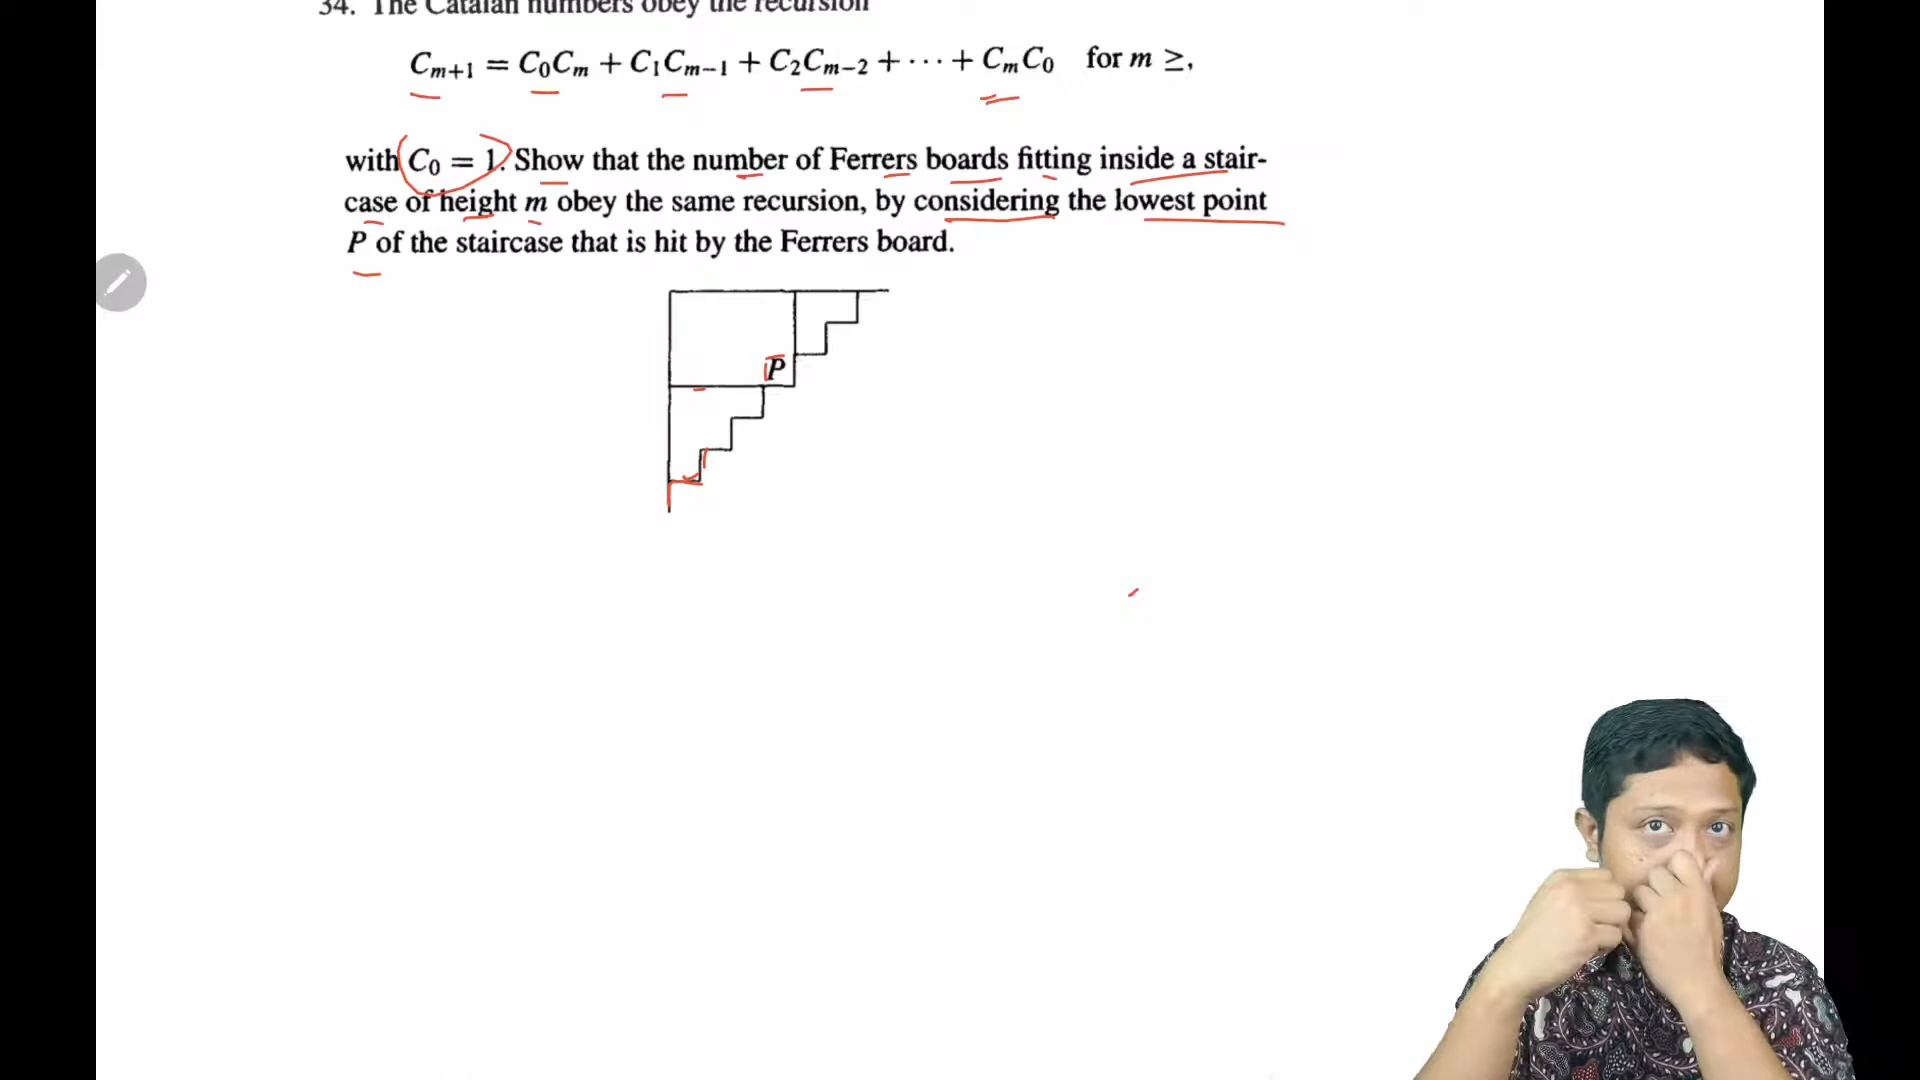 34. The Catalan numbers obey the recursion
C_{m+1} = C_0C_m + C_1C_{m−1} + C_2C_{m−2} + ··· + C_mC_0 for m ≥,
with C_0 = 1. Show that the number of Ferrers boards fitting inside a stair-
case of height m obey the same recursion, by considering the lowest point
P of the staircase that is hit by the Ferrers board.
P